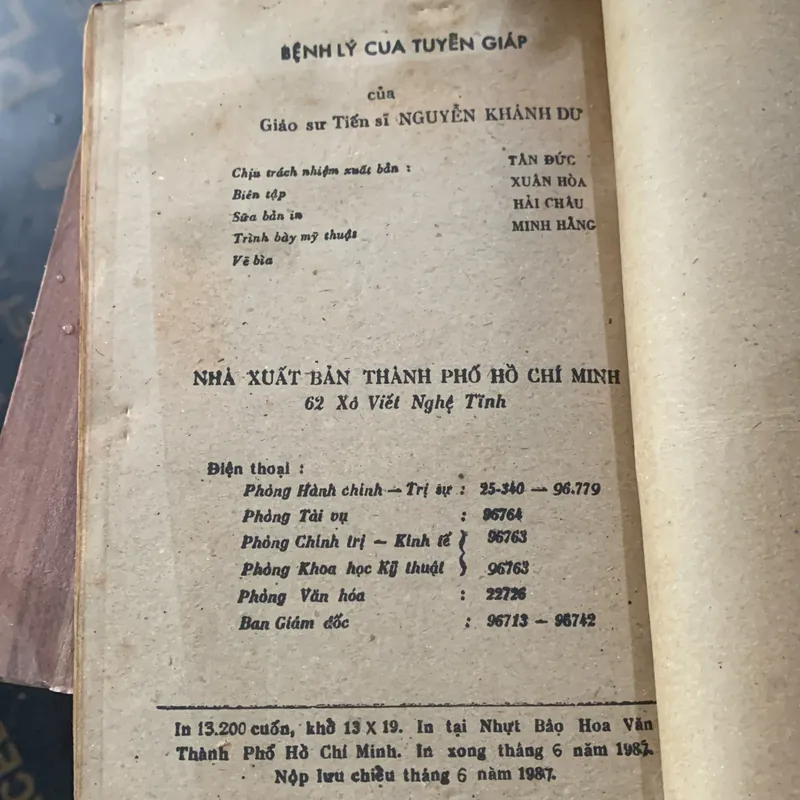 BỆNH LÝ CUA TUYẾN GIÁP
của
Giáo sư Tiến sĩ NGUYỄN KHÁNH DƯ
Chịu trách nhiệm xuất bản : TÂN ĐỨC
Biên tập XUÂN HÒA
Sữa bản in HẢI CHÂU
Trình bày mỹ thuật MINH HẰNG
Vẽ bìa
NHÀ XUẤT BẢN THÀNH PHỐ HỒ CHÍ MINH
62 Xô Viết Nghệ Tĩnh
Điện thoại :
Phòng Hành chính — Trị sự : 25-340 — 96.779
Phòng Tài vụ : 96764
Phòng Chính trị — Kinh tế } 96763
Phòng Khoa học Kỹ thuật } 96763
Phòng Văn hóa : 22726
Ban Giám đốc : 96713 — 96742
In 13.200 cuốn, khổ 13 X 19. In tại Nhựt Bảo Hoa Văn
Thành Phố Hồ Chí Minh. In xong tháng 6 năm 1987.
Nộp lưu chiều tháng 6 năm 1987.